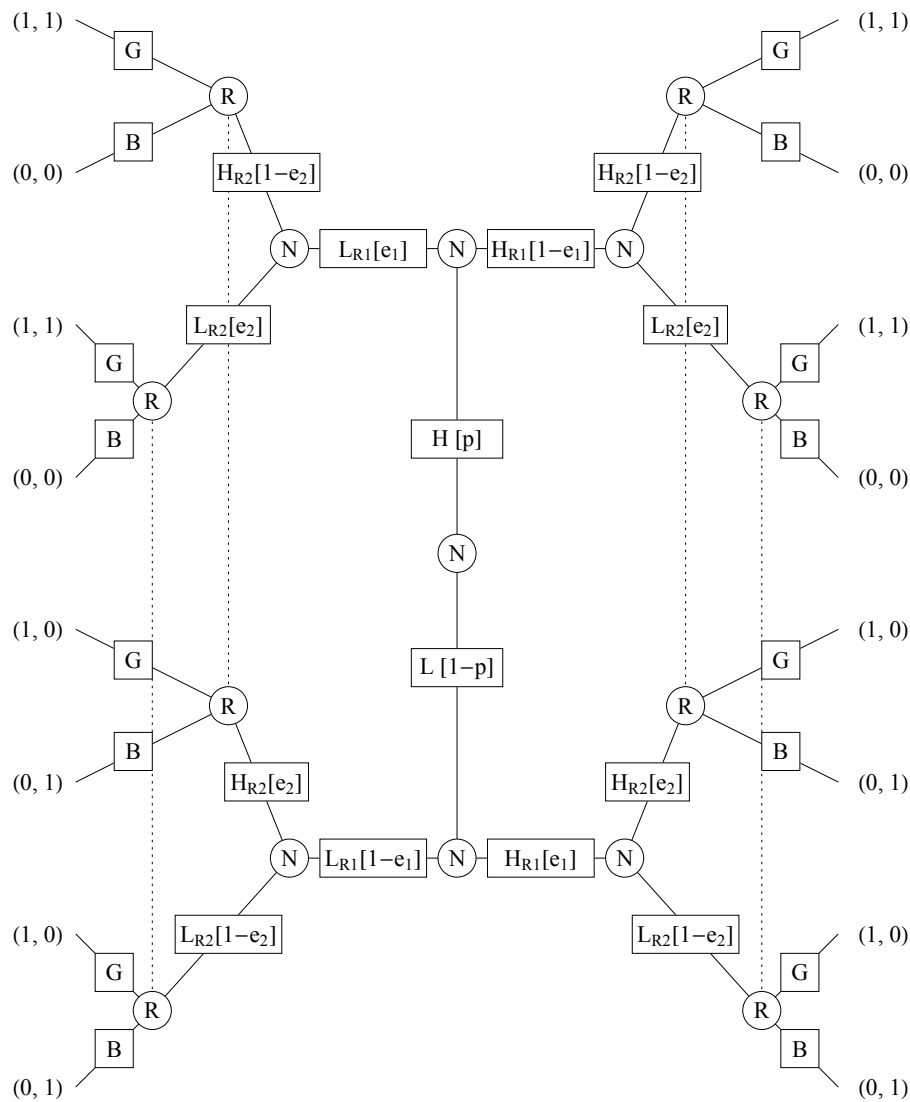 (1, 1) (1, 1)
G G
R R
B B
(0, 0) H_R2[1−e_2] H_R2[1−e_2] (0, 0)
N L_R1[e_1] N H_R1[1−e_1] N
(1, 1) L_R2[e_2] L_R2[e_2] (1, 1)
G G
R R
B H [p] B
(0, 0) (0, 0)
N
(1, 0) (1, 0)
G L [1−p] G
R R
B B
(0, 1) H_R2[e_2] H_R2[e_2] (0, 1)
N L_R1[1−e_1] N H_R1[e_1] N
(1, 0) L_R2[1−e_2] L_R2[1−e_2] (1, 0)
G G
R R
B B
(0, 1) (0, 1)